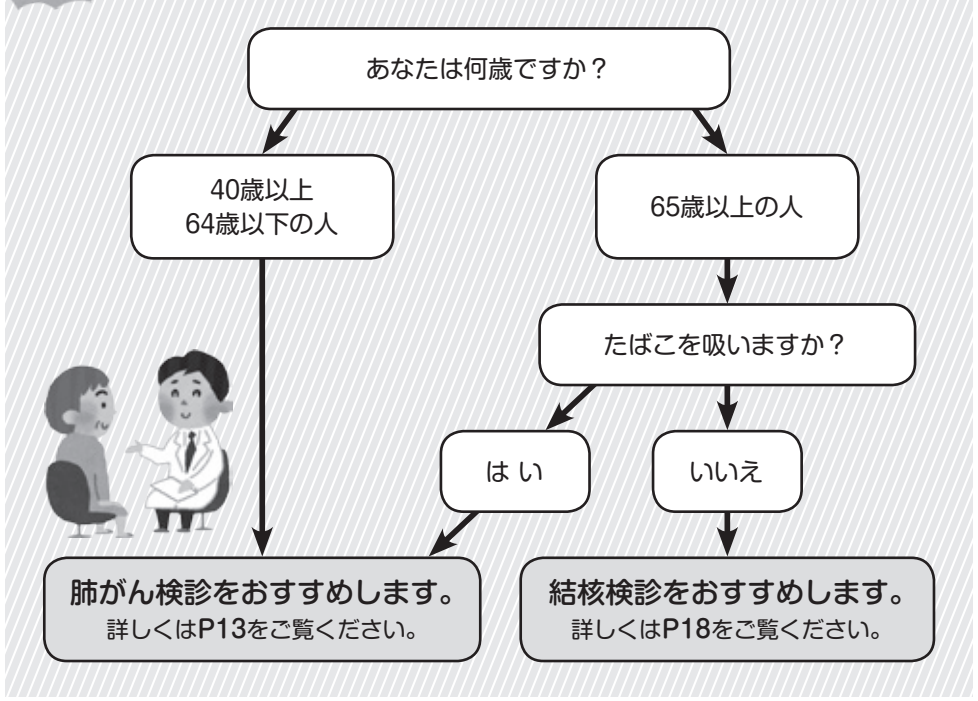 あなたは何歳ですか？
40歳以上
64歳以下の人
65歳以上の人
たばこを吸いますか？
はい
いいえ
肺がん検診をおすすめします。
詳しくはP13をご覧ください。
結核検診をおすすめします。
詳しくはP18をご覧ください。